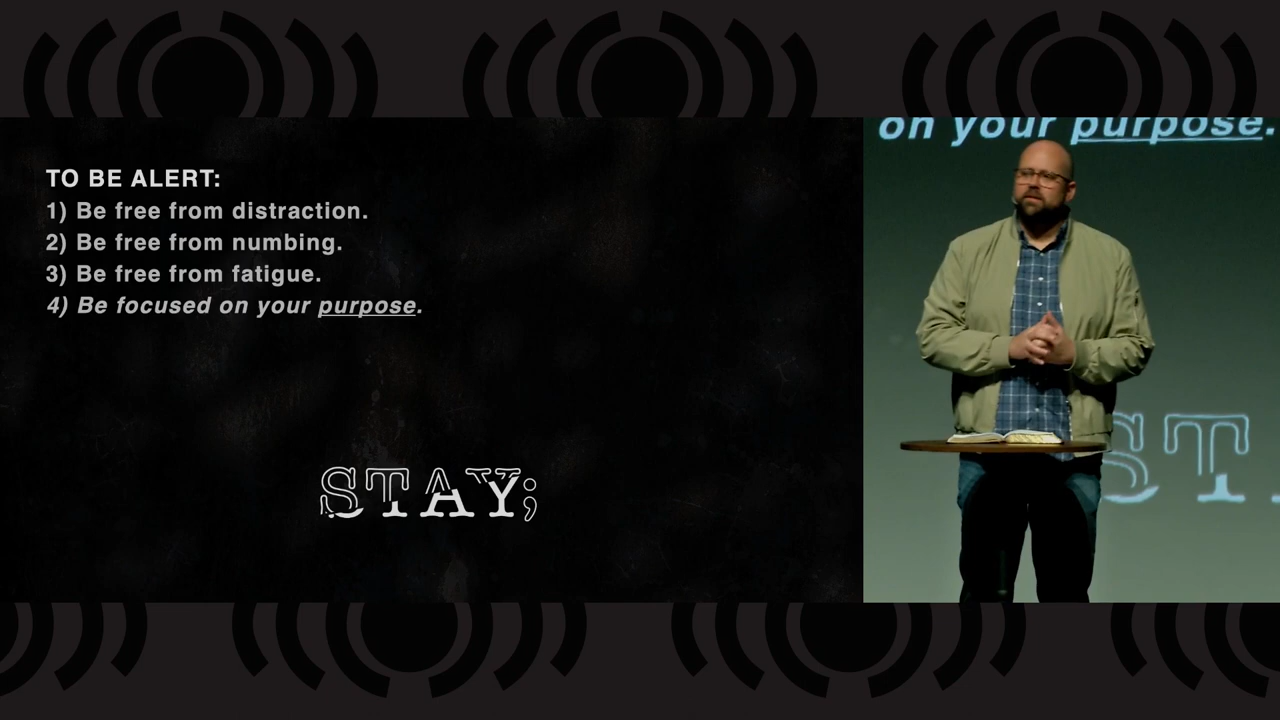 TO BE ALERT:
1) Be free from distraction.
2) Be free from numbing.
3) Be free from fatigue.
4) Be focused on your purpose.
STAY;
on your purpose.
ST